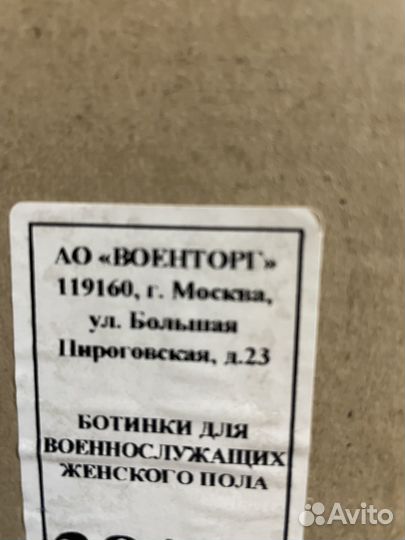 АО «ВОЕНТОРГ»
119160, г. Москва,
ул. Большая
Пироговская, д.23
БОТИНКИ ДЛЯ
ВОЕННОСЛУЖАЩИХ
ЖЕНСКОГО ПОЛА
Avito